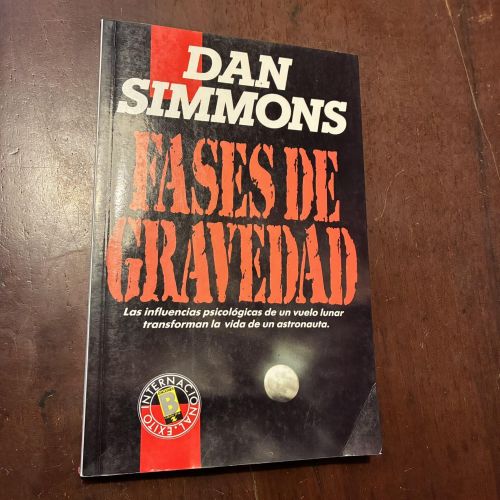 DAN
SIMMONS
FASES DE
GRAVEDAD
Las influencias psicológicas de un vuelo lunar
transforman la vida de un astronauta.
INTERNACIONAL
EXITO
B